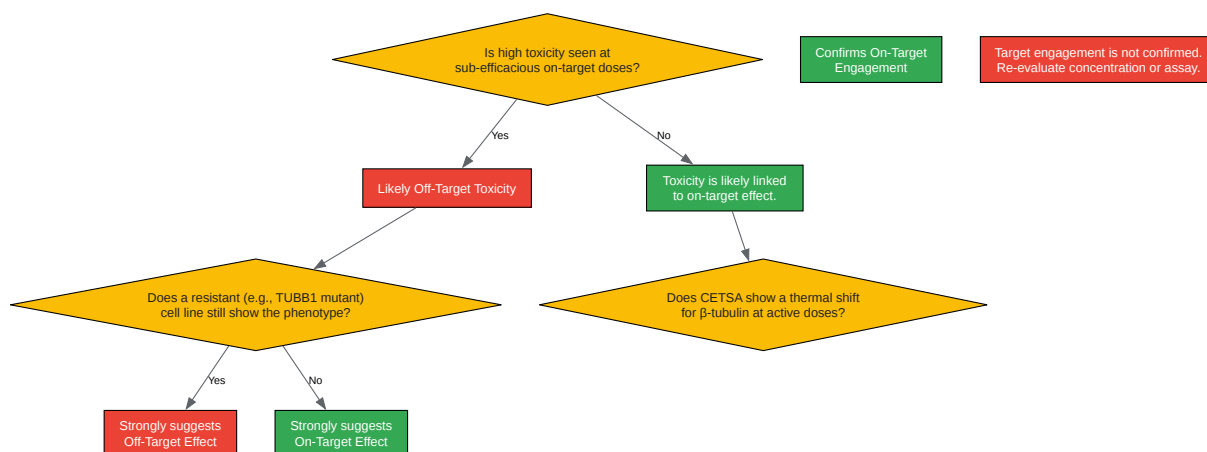 Is high toxicity seen at
sub-efficacious on-target doses?
Confirms On-Target
Engagement
Target engagement is not confirmed.
Re-evaluate concentration or assay.
Yes
No
Likely Off-Target Toxicity
Toxicity is likely linked
to on-target effect.
Does a resistant (e.g., TUBB1 mutant)
cell line still show the phenotype?
Does CETSA show a thermal shift
for β-tubulin at active doses?
Yes
No
Strongly suggests
Off-Target Effect
Strongly suggests
On-Target Effect